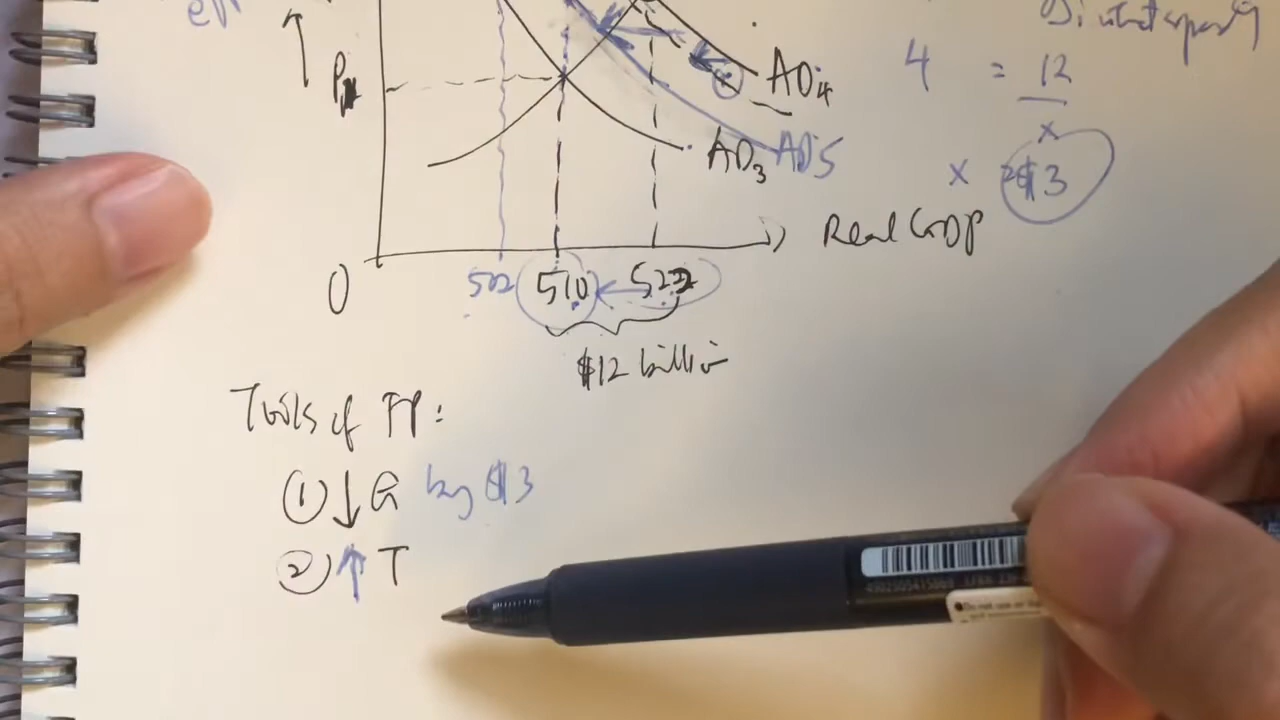 4 = 12
P
AD4
AD3 AD5
x
x $3
Real GDP
0
502 510 522
$12 billion
Tools of FP:
(1) ↓ G by $3
(2) ↑ T